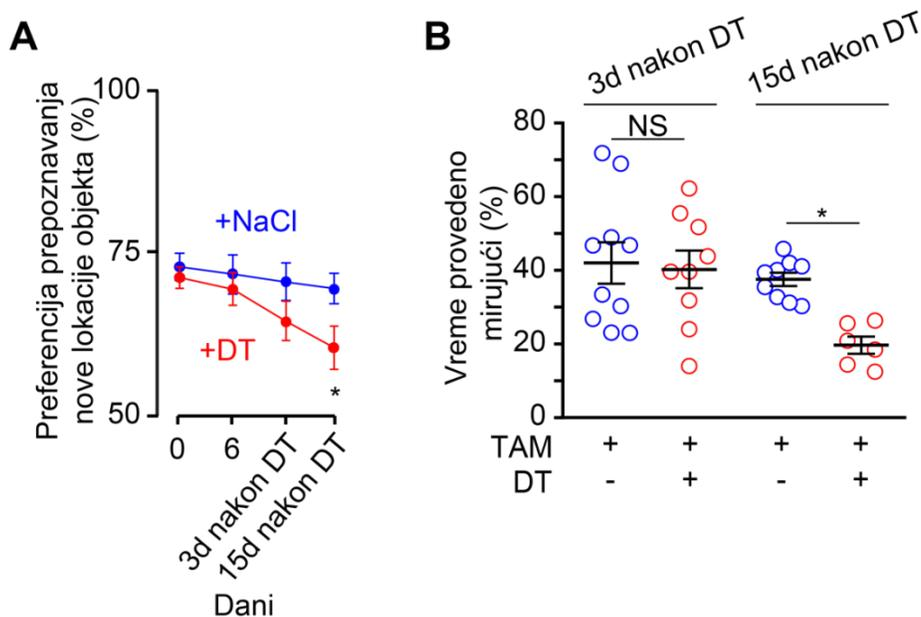 A
Preferencija prepoznavanja
nove lokacije objekta (%)
100
75
50
+NaCl
+DT
*
0
6
3d nakon DT
15d nakon DT
Dani
B
3d nakon DT
15d nakon DT
Vreme provedeno
mirujući (%)
80
60
40
20
0
NS
*
TAM + + + +
DT - + - +